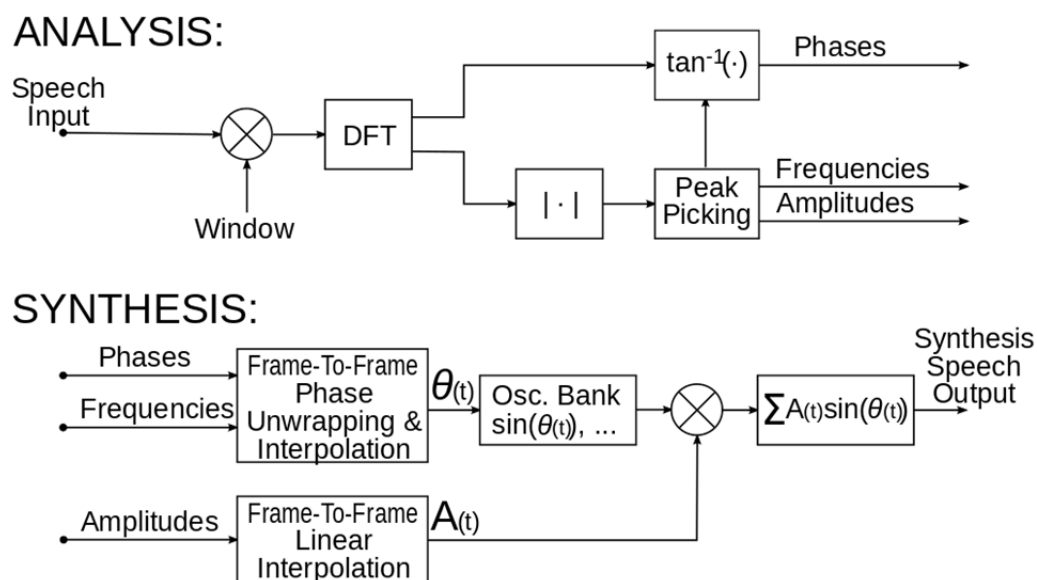 ANALYSIS:
Speech
Input
Window
DFT
| · |
tan⁻¹(·)
Peak
Picking
Phases
Frequencies
Amplitudes
SYNTHESIS:
Phases
Frequencies
Frame-To-Frame
Phase
Unwrapping &
Interpolation
θ(t)
Osc. Bank
sin(θ(t)), ...
Amplitudes
Frame-To-Frame
Linear
Interpolation
A(t)
∑A(t)sin(θ(t))
Synthesis
Speech
Output